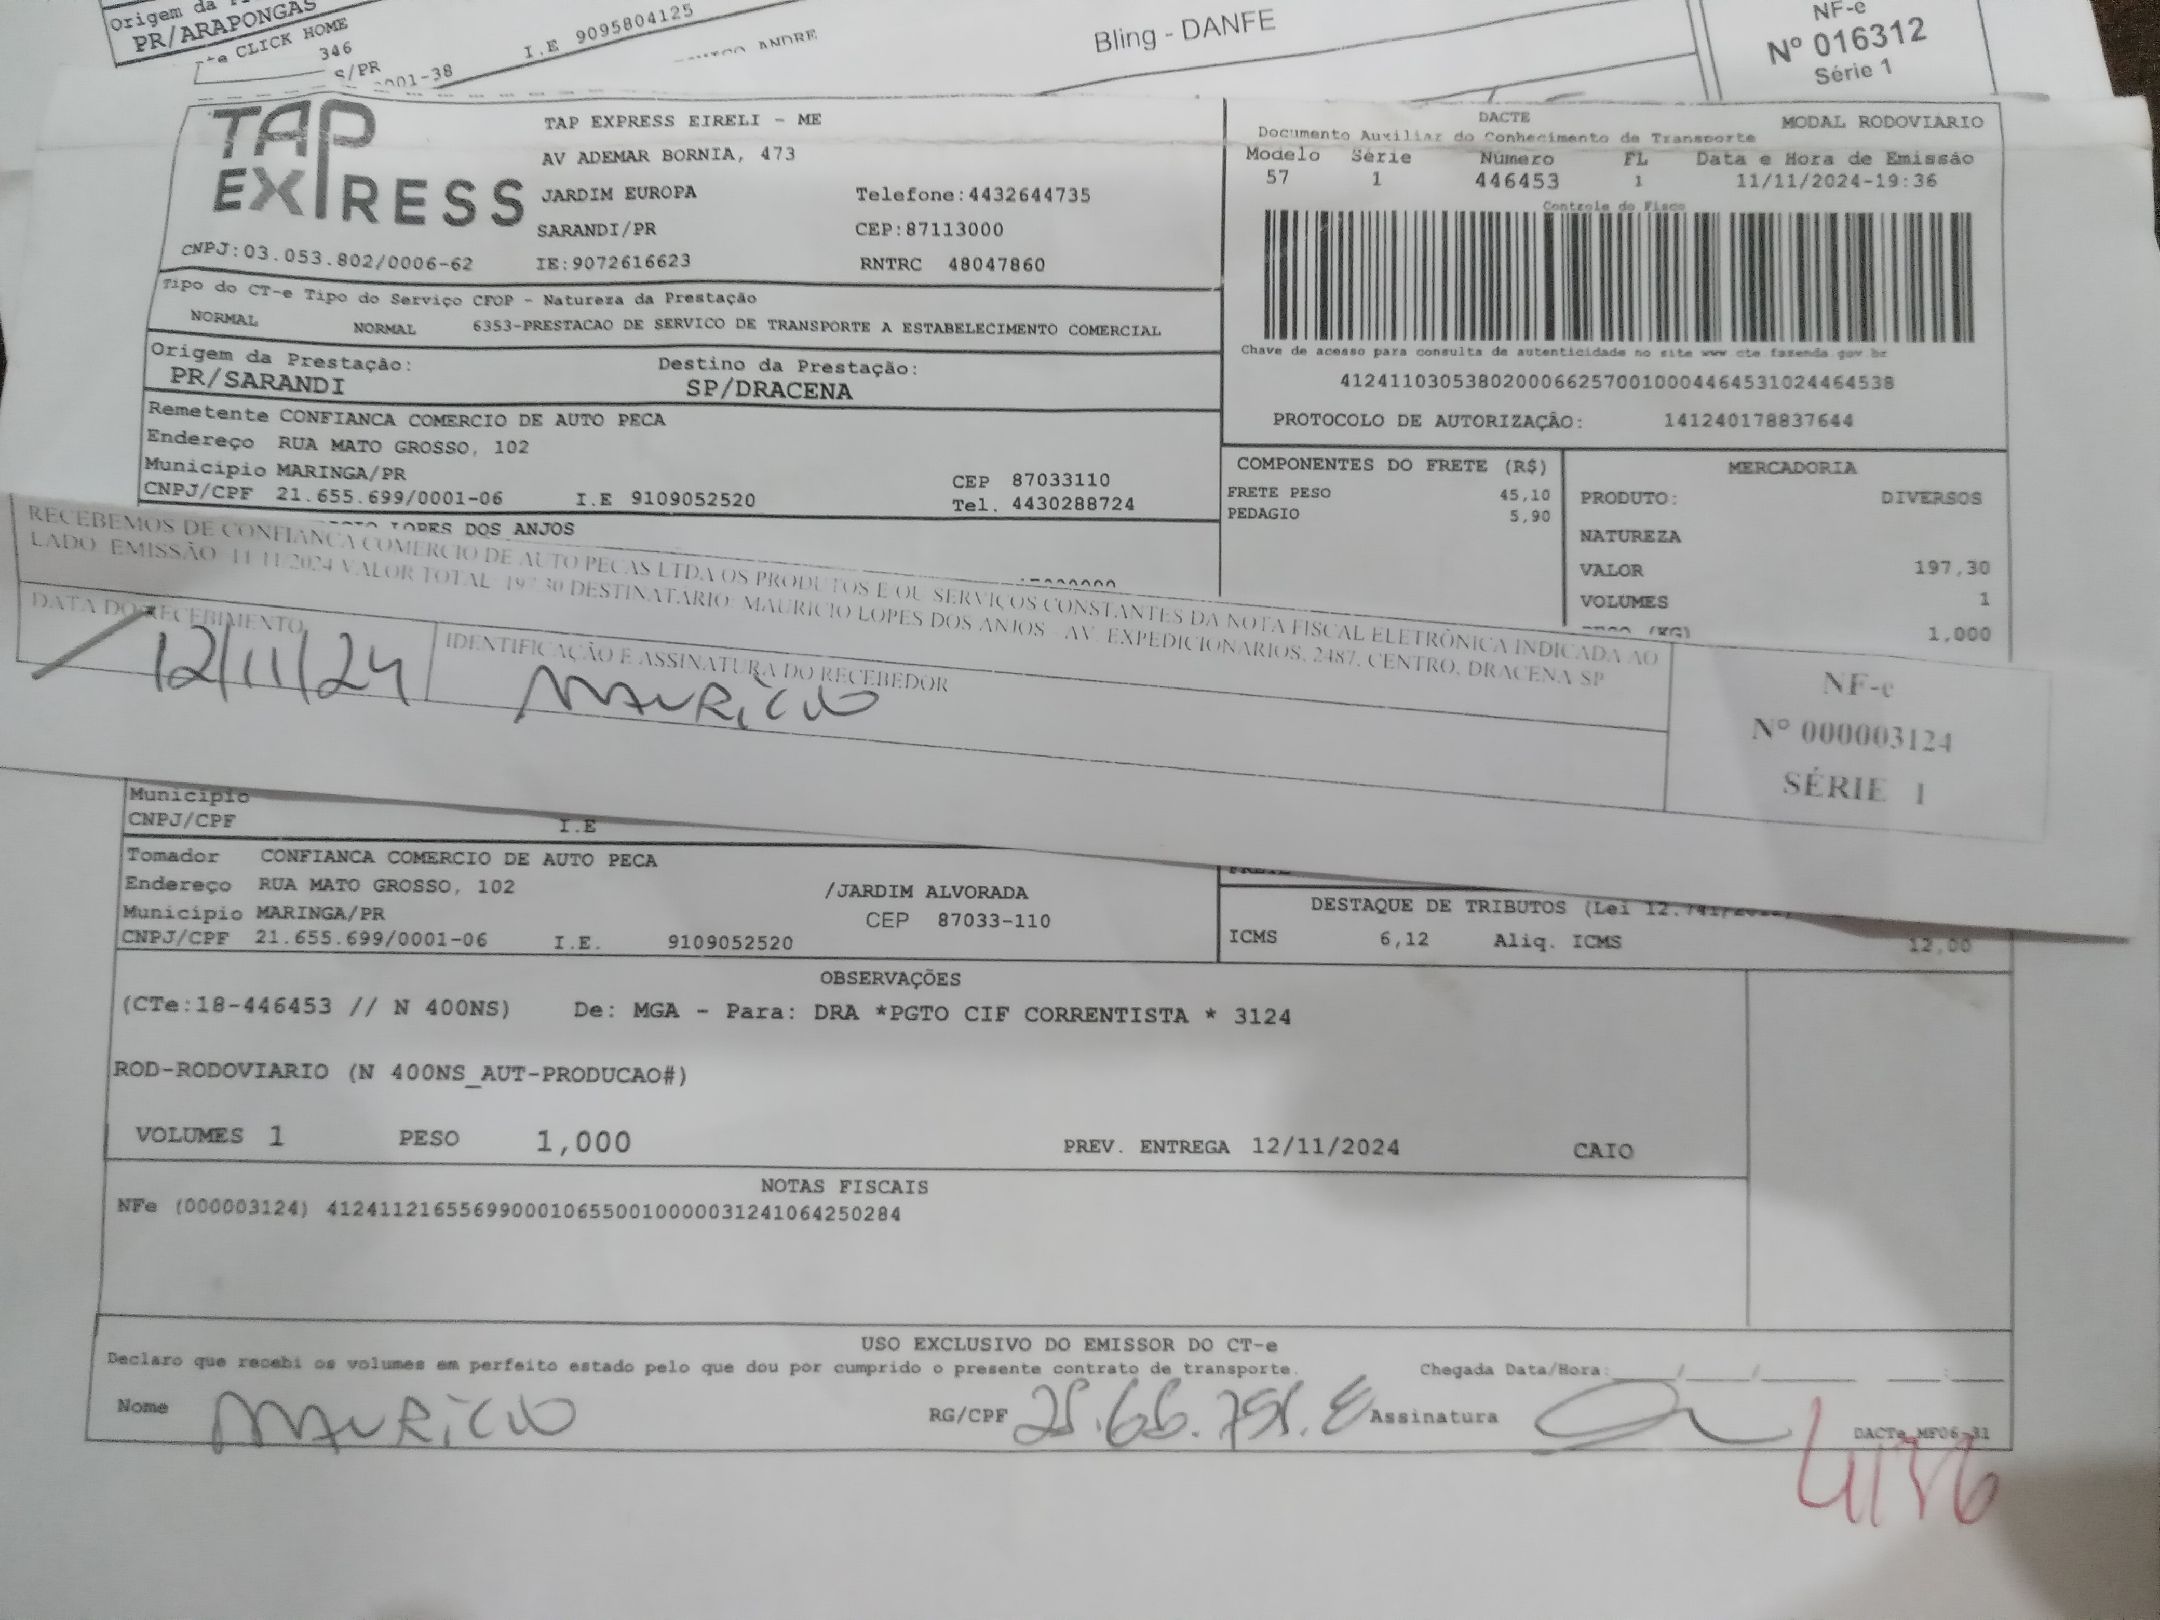 Origem da
PR/ARAPONGAS
CLICK HOME
346
S/PR
0001-38
I.E 9095804125
ANDRE
Bling - DANFE
NF-e
Nº 016312
Série 1
TAP EXPRESS
TAP EXPRESS EIRELI - ME
AV ADEMAR BORNIA, 473
JARDIM EUROPA Telefone:4432644735
SARANDI/PR CEP:87113000
CNPJ:03.053.802/0006-62 IE:9072616623 RNTRC 48047860
DACTE
MODAL RODOVIARIO
Documento Auxiliar do Conhecimento de Transporte
Modelo Série Número FL Data e Hora de Emissão
57 1 446453 1 11/11/2024-19:36
Controle do Fisco
Chave de acesso para consulta de autenticidade no site www.cte.fazenda.gov.br
41241103053802000662570010004464531024464538
PROTOCOLO DE AUTORIZAÇÃO: 141240178837644
Tipo do CT-e Tipo do Serviço CFOP - Natureza da Prestação
NORMAL NORMAL 6353-PRESTACAO DE SERVICO DE TRANSPORTE A ESTABELECIMENTO COMERCIAL
Origem da Prestação: Destino da Prestação:
PR/SARANDI SP/DRACENA
Remetente CONFIANCA COMERCIO DE AUTO PECA
Endereço RUA MATO GROSSO, 102
Município MARINGA/PR CEP 87033110
CNPJ/CPF 21.655.699/0001-06 I.E 9109052520 Tel. 4430288724
COMPONENTES DO FRETE (R$)
FRETE PESO 45,10
PEDAGIO 5,90
MERCADORIA
PRODUTO: DIVERSOS
NATUREZA
VALOR 197,30
VOLUMES 1
(KG) 1,000
LOPES DOS ANJOS
RECEBEMOS DE CONFIANCA COMERCIO DE AUTO PECAS LTDA OS PRODUTOS E OU SERVIÇOS CONSTANTES DA NOTA FISCAL ELETRÔNICA INDICADA AO
LADO. EMISSÃO: 11/11/2024 VALOR TOTAL: 197,30 DESTINATÁRIO: MAURICIO LOPES DOS ANJOS - AV. EXPEDICIONARIOS, 2487, CENTRO, DRACENA SP
DATA DO RECEBIMENTO
12/11/24
IDENTIFICAÇÃO E ASSINATURA DO RECEBEDOR
MAURICIO
NF-e
Nº 000003124
SÉRIE 1
Município
CNPJ/CPF I.E
Tomador CONFIANCA COMERCIO DE AUTO PECA
Endereço RUA MATO GROSSO, 102 /JARDIM ALVORADA
Município MARINGA/PR CEP 87033-110
CNPJ/CPF 21.655.699/0001-06 I.E. 9109052520
DESTAQUE DE TRIBUTOS (Lei
ICMS 6,12 Aliq. ICMS 12,00
OBSERVAÇÕES
(CTe:18-446453 // N 400NS) De: MGA - Para: DRA *PGTO CIF CORRENTISTA * 3124
ROD-RODOVIARIO (N 400NS_AUT-PRODUCAO#)
VOLUMES 1 PESO 1,000 PREV. ENTREGA 12/11/2024 CAIO
NOTAS FISCAIS
NFe (000003124) 41241121655699000106550010000031241064250284
USO EXCLUSIVO DO EMISSOR DO CT-e
Declaro que recebi os volumes em perfeito estado pelo que dou por cumprido o presente contrato de transporte. Chegada Data/Hora:
Nome MAURICIO RG/CPF Assinatura
DACTe MF06-31